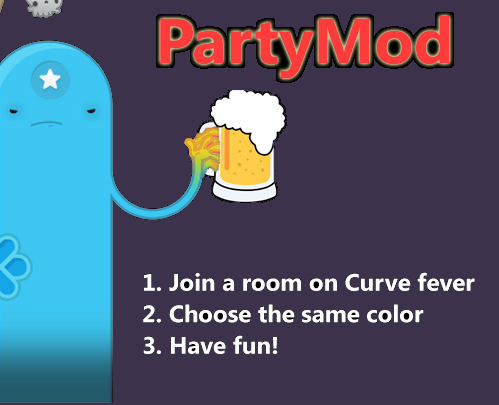 PartyMod
1. Join a room on Curve fever
2. Choose the same color
3. Have fun!